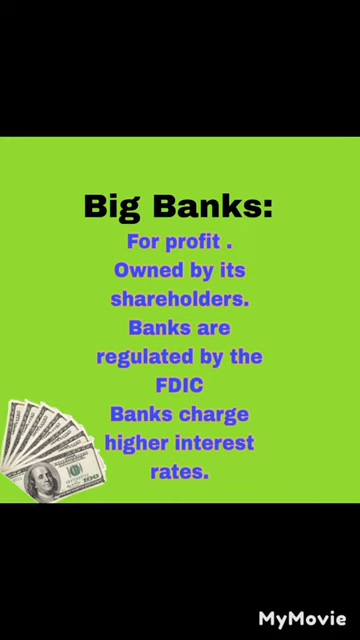 Big Banks:
For profit .
Owned by its
shareholders.
Banks are
regulated by the
FDIC
Banks charge
higher interest
rates.
100
MyMovie